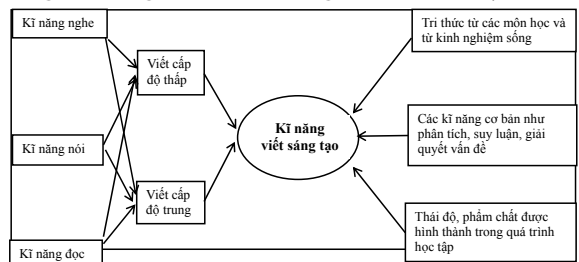 Kĩ năng nghe
Kĩ năng nói
Kĩ năng đọc
Viết cấp
độ thấp
Viết cấp
độ trung
Kĩ năng
viết sáng tạo
Tri thức từ các môn học và
từ kinh nghiệm sống
Các kĩ năng cơ bản như
phân tích, suy luận, giải
quyết vấn đề
Thái độ, phẩm chất được
hình thành trong quá trình
học tập